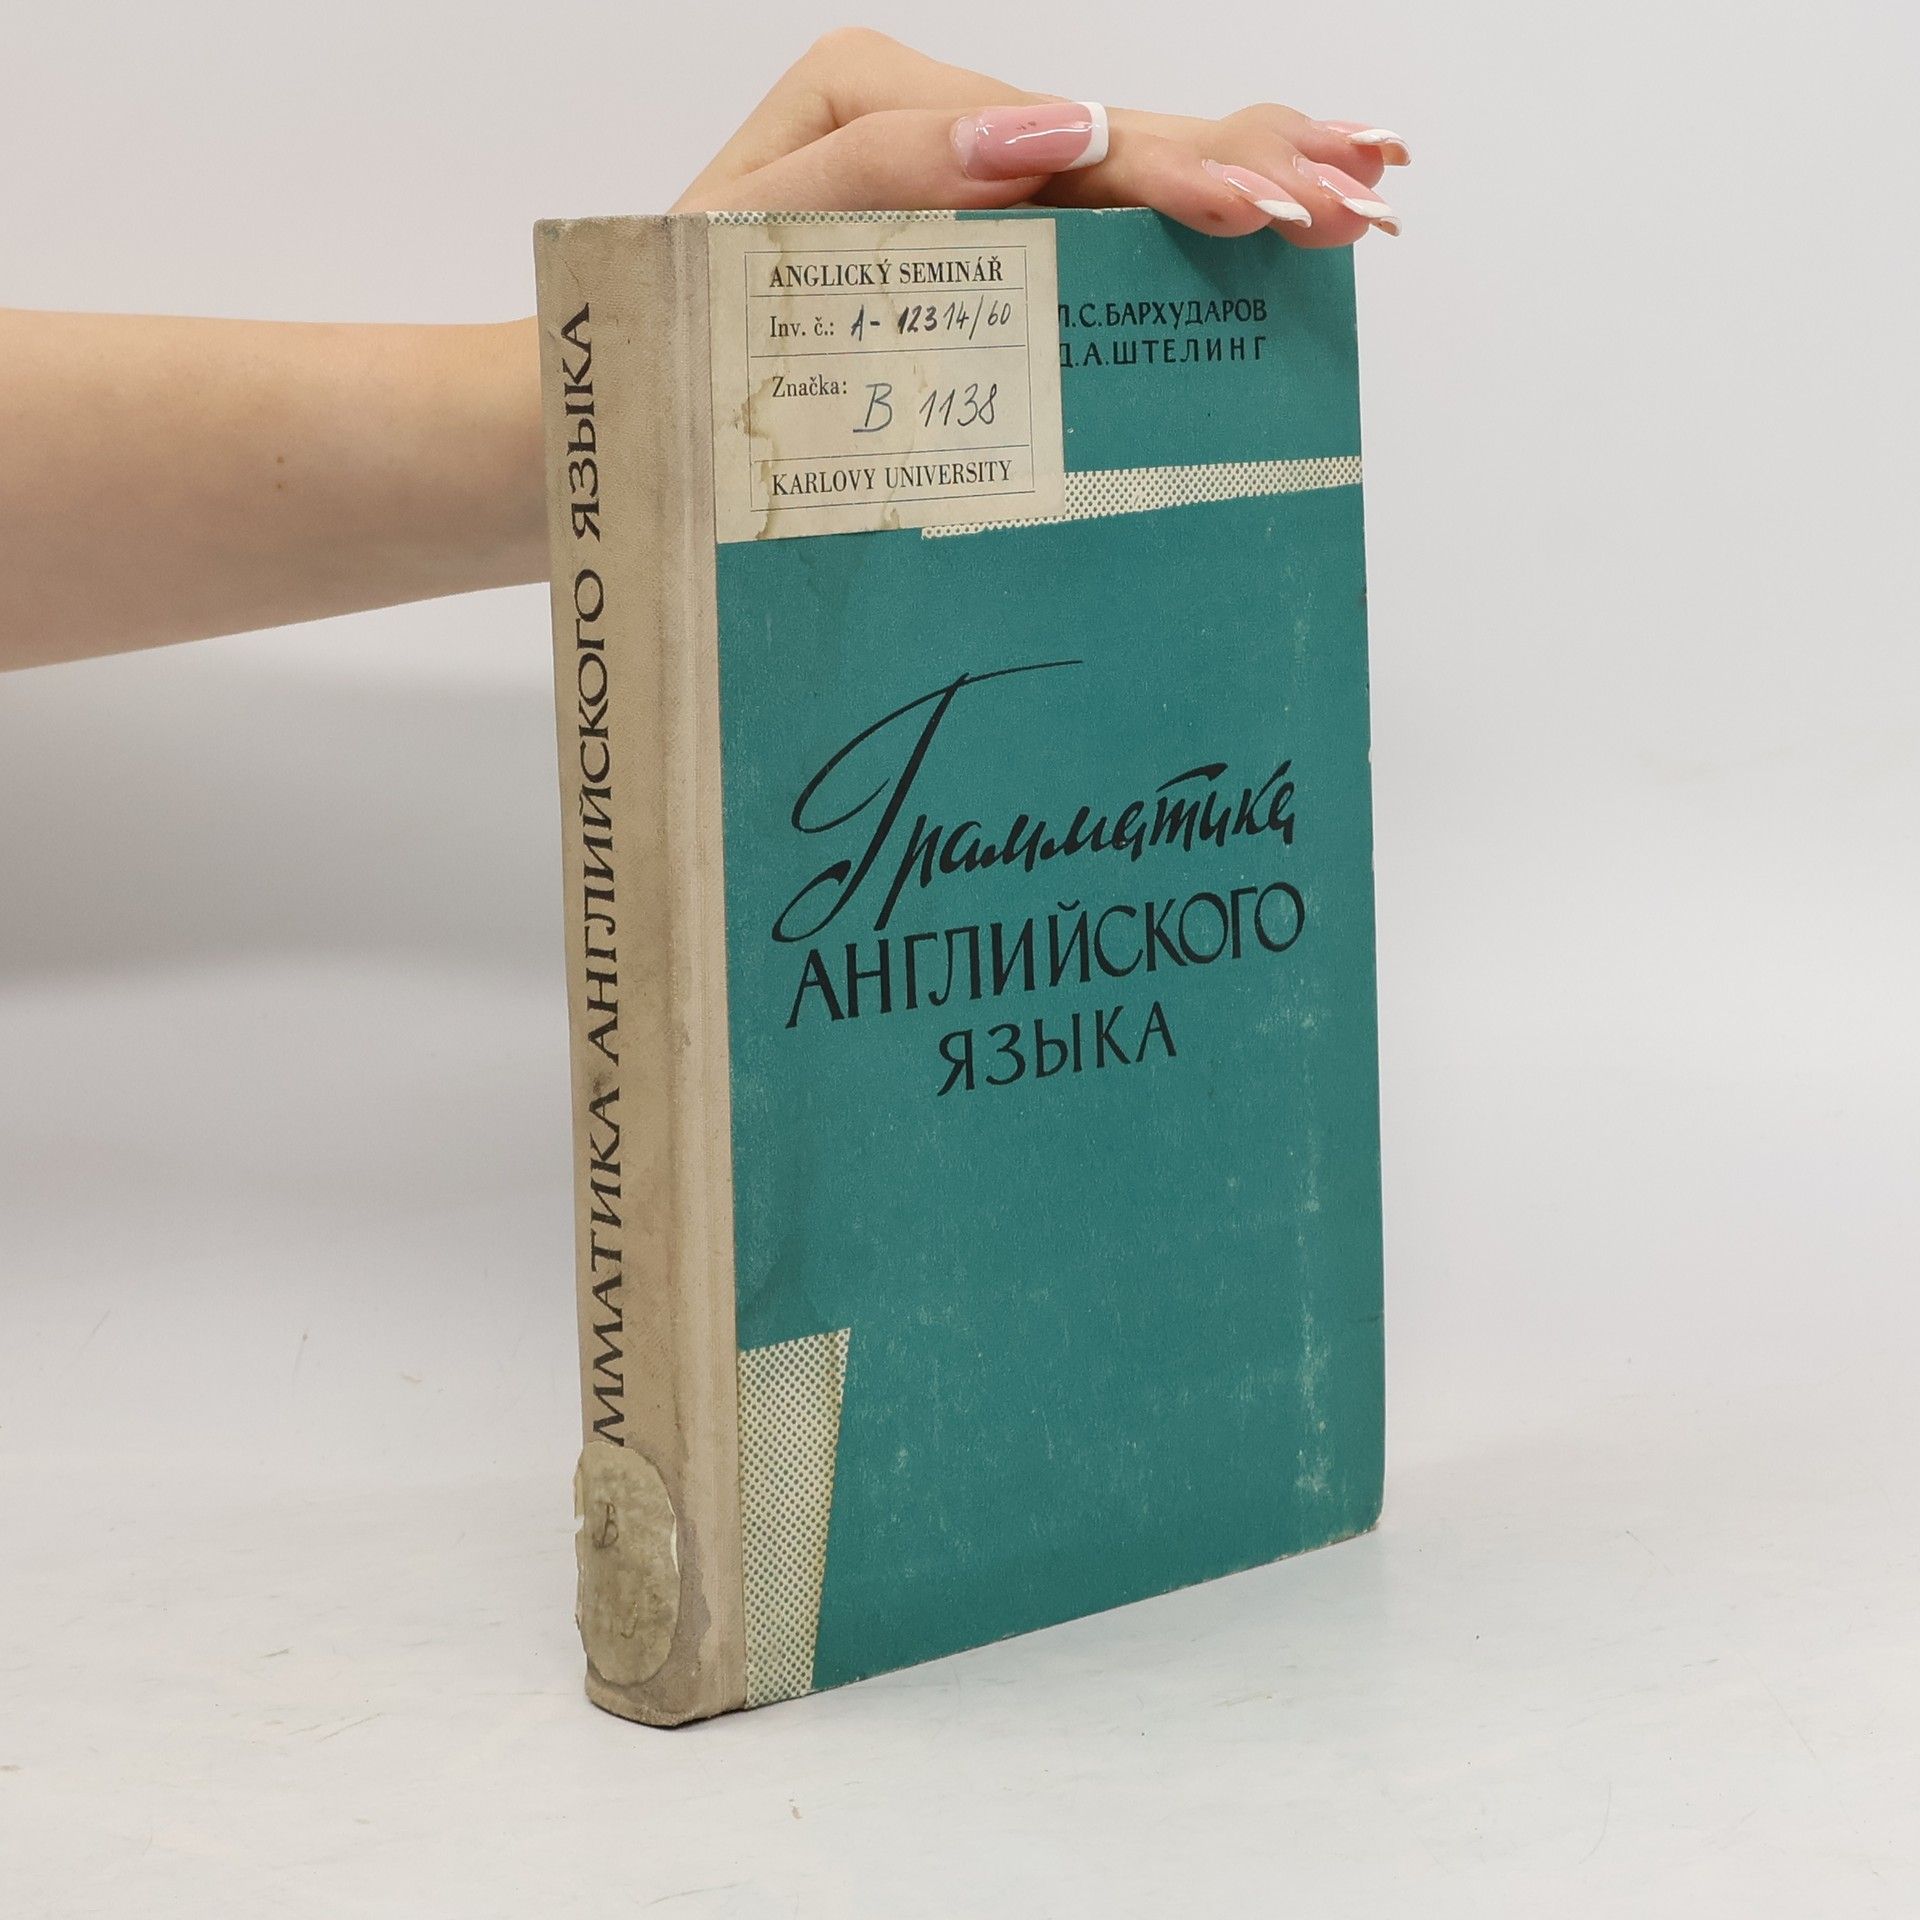 ММАТИКА АНГЛИЙСКОГО ЯЗЫКА
ANGLICKÝ SEMINÁŘ
Inv. č.: A- 12314/60
Značka: B 1138
KARLOVY UNIVERSITY
Л.С.БАРХУДАРОВ
Д.А.ШТЕЛИНГ
Грамматика
АНГЛИЙСКОГО
ЯЗЫКА
B